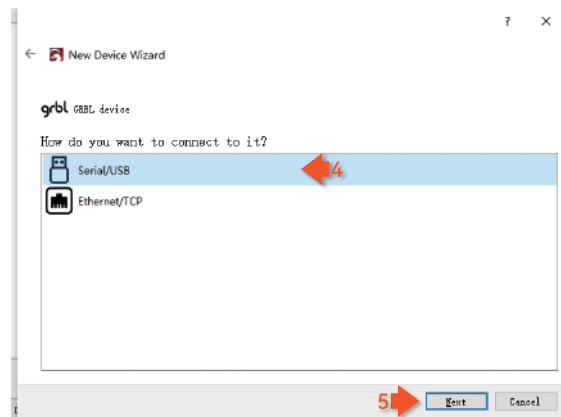 ? ×
← New Device Wizard
grbl GRBL device
How do you want to connect to it?
Serial/USB 4
Ethernet/TCP
5 Next Cancel